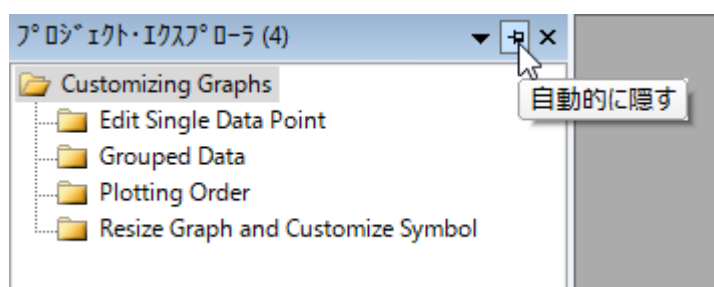 ﾌﾟﾛｼﾞｪｸﾄ･ｴｸｽﾌﾟﾛｰﾗ (4)
自動的に隠す
Customizing Graphs
Edit Single Data Point
Grouped Data
Plotting Order
Resize Graph and Customize Symbol